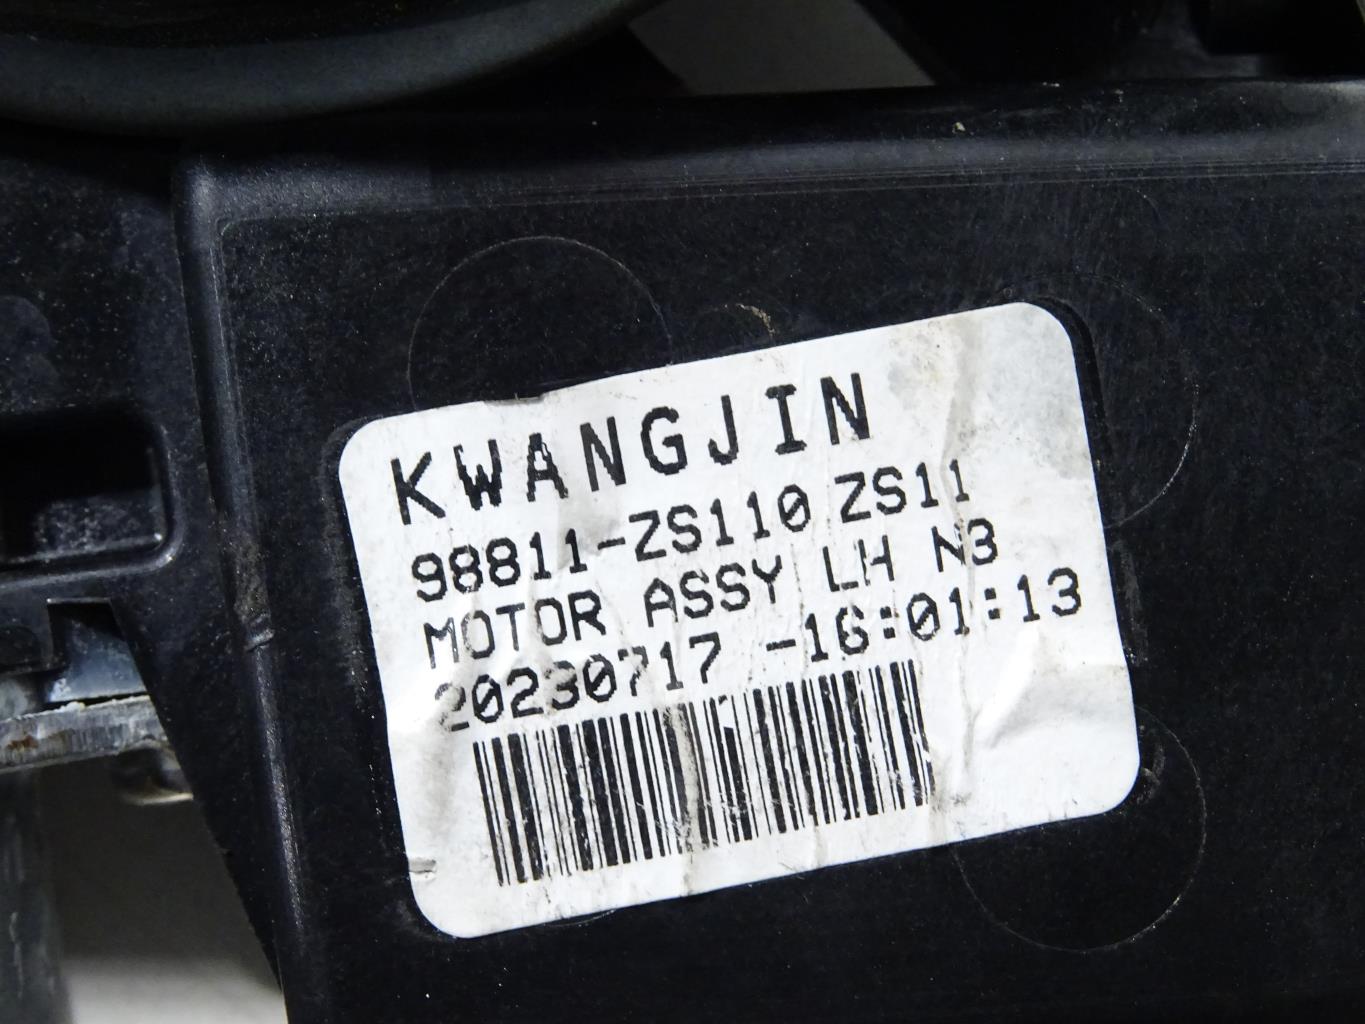 KWANGJIN
98811-ZS110 ZS11
MOTOR ASSY LH N3
20230717 -16:01:13